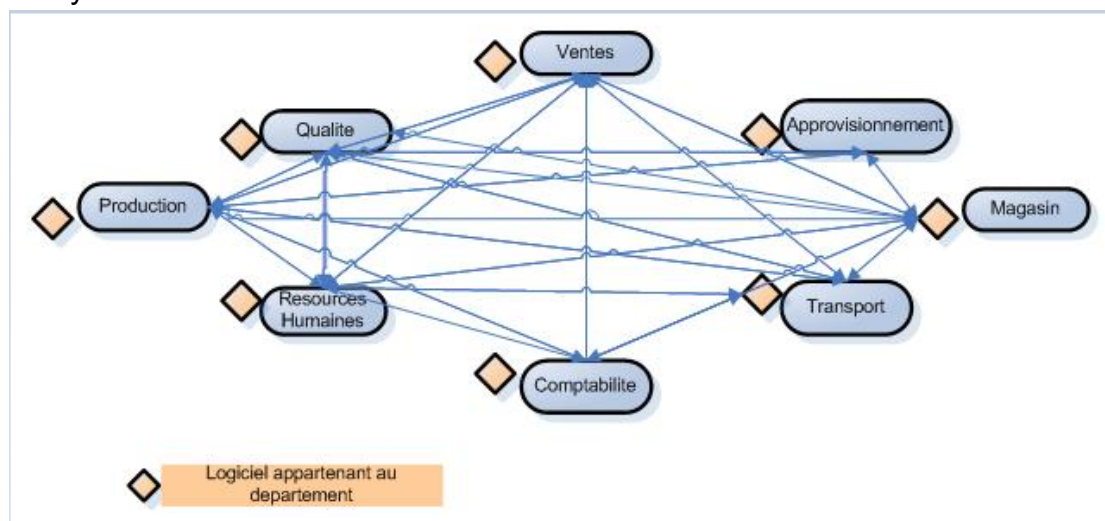 Ventes
Qualite
Approvisionnement
Production
Magasin
Resources
Humaines
Transport
Comptabilite
Logiciel appartenant au
departement